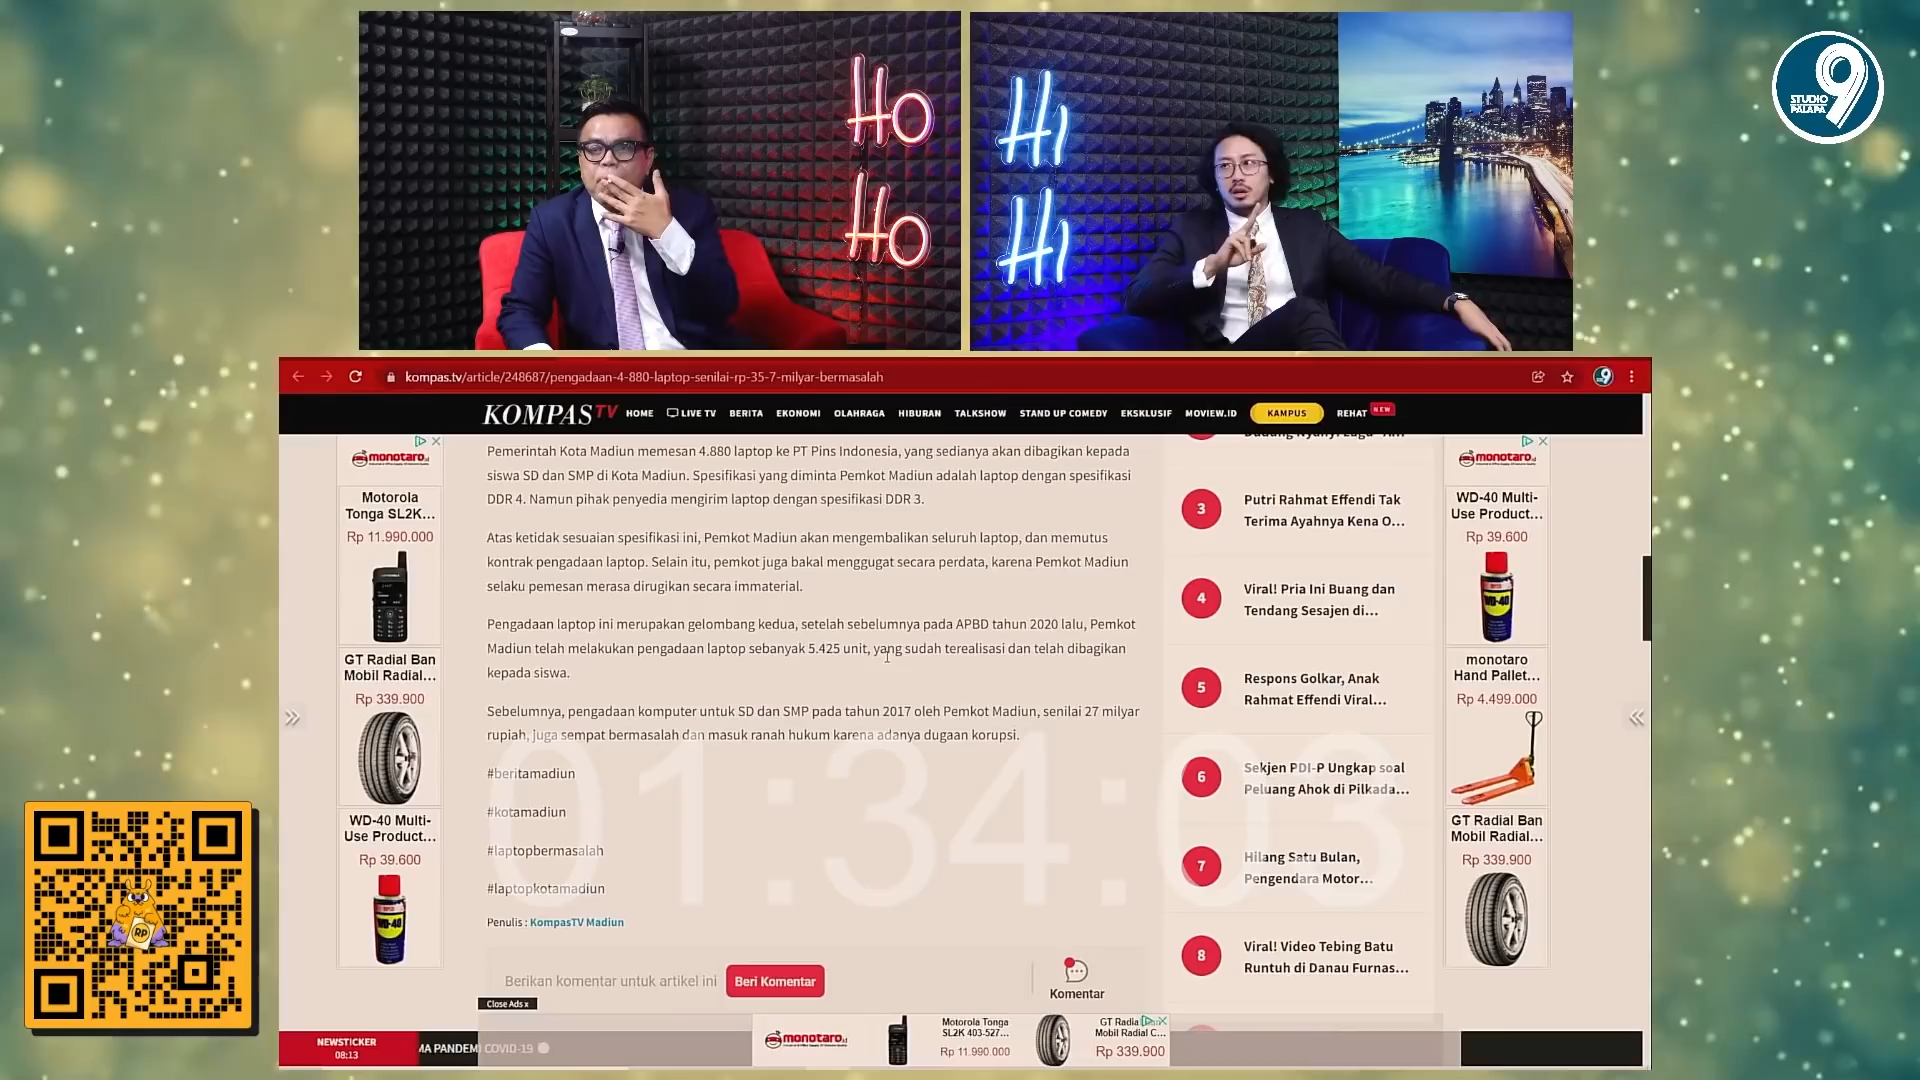 HO
HO
Hi
Hi
STUDIO
PALAPA
9
kompas.tv/article/248687/pengadaan-4-880-laptop-senilai-rp-35-7-milyar-bermasalah
KOMPASTV HOME LIVE TV BERITA EKONOMI OLAHRAGA HIBURAN TALKSHOW STAND UP COMEDY EKSKLUSIF MOVIEW.ID KAMPUS REHAT NEW
monotaro.id
Motorola
Tonga SL2K...
Rp 11.990.000
GT Radial Ban
Mobil Radial...
Rp 339.900
WD-40 Multi-
Use Product...
Rp 39.600
Pemerintah Kota Madiun memesan 4.880 laptop ke PT Pins Indonesia, yang sedianya akan dibagikan kepada
siswa SD dan SMP di Kota Madiun. Spesifikasi yang diminta Pemkot Madiun adalah laptop dengan spesifikasi
DDR 4. Namun pihak penyedia mengirim laptop dengan spesifikasi DDR 3.
Atas ketidak sesuaian spesifikasi ini, Pemkot Madiun akan mengembalikan seluruh laptop, dan memutus
kontrak pengadaan laptop. Selain itu, pemkot juga bakal menggugat secara perdata, karena Pemkot Madiun
selaku pemesan merasa dirugikan secara immaterial.
Pengadaan laptop ini merupakan gelombang kedua, setelah sebelumnya pada APBD tahun 2020 lalu, Pemkot
Madiun telah melakukan pengadaan laptop sebanyak 5.425 unit, yang sudah terealisasi dan telah dibagikan
kepada siswa.
Sebelumnya, pengadaan komputer untuk SD dan SMP pada tahun 2017 oleh Pemkot Madiun, senilai 27 milyar
rupiah, juga sempat bermasalah dan masuk ranah hukum karena adanya dugaan korupsi.
#beritamadiun
#kotamadiun
#laptopbermasalah
#laptopkotamadiun
Penulis : KompasTV Madiun
01:34:03
Berikan komentar untuk artikel ini Beri Komentar
Komentar
Close Ads x
3 Putri Rahmat Effendi Tak
Terima Ayahnya Kena O...
4 Viral! Pria Ini Buang dan
Tendang Sesajen di...
5 Respons Golkar, Anak
Rahmat Effendi Viral...
6 Sekjen PDI-P Ungkap soal
Peluang Ahok di Pilkada...
7 Hilang Satu Bulan,
Pengendara Motor...
8 Viral! Video Tebing Batu
Runtuh di Danau Furnas...
monotaro.id
WD-40 Multi-
Use Product...
Rp 39.600
monotaro
Hand Pallet...
Rp 4.499.000
GT Radial Ban
Mobil Radial...
Rp 339.900
RP
NEWSTICKER
08:13
MA PANDEMI COVID-19
monotaro.id
Motorola Tonga
SL2K 403-527...
Rp 11.990.000
GT Radial Ban
Mobil Radial C...
Rp 339.900